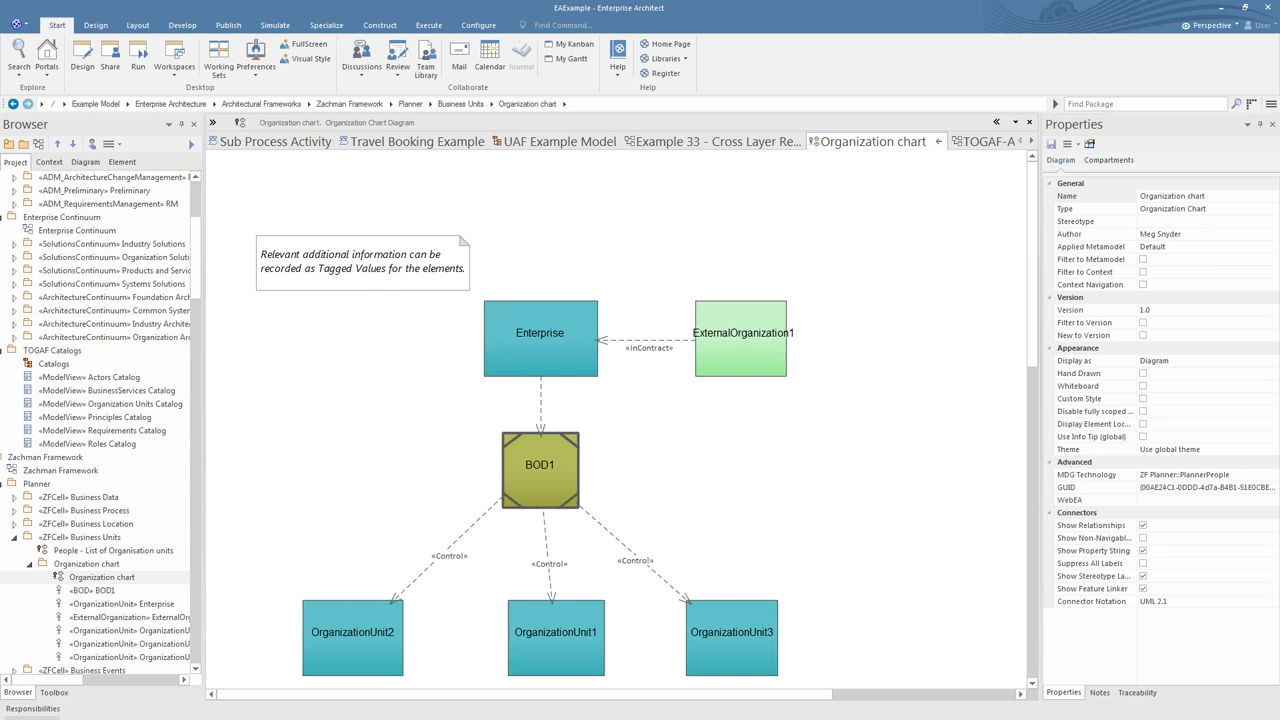 EAExample - Enterprise Architect
Start Design Layout Develop Publish Simulate Specialize Construct Execute Configure Find Command... Perspective User
Search Portals Design Share Run Workspaces Working Sets Preferences FullScreen Visual Style Discussions Review Team Library Mail Calendar Journal My Kanban My Gantt Help Home Page Libraries Register
Explore Desktop Collaborate Help
/ Example Model Enterprise Architecture Architectural Frameworks Zachman Framework Planner Business Units Organization chart Find Package
Browser
Project Context Diagram Element
«ADM_ArchitectureChangeManagement»
«ADM_Preliminary» Preliminary
«ADM_RequirementsManagement» RM
Enterprise Continuum
Enterprise Continuum
«SolutionsContinuum» Industry Solutions
«SolutionsContinuum» Organization Soluti
«SolutionsContinuum» Products and Servic
«SolutionsContinuum» Systems Solutions
«ArchitectureContinuum» Foundation Arch
«ArchitectureContinuum» Common System
«ArchitectureContinuum» Industry Architec
«ArchitectureContinuum» Organization Arc
TOGAF Catalogs
Catalogs
«ModelView» Actors Catalog
«ModelView» BusinessServices Catalog
«ModelView» Organization Units Catalog
«ModelView» Principles Catalog
«ModelView» Requirements Catalog
«ModelView» Roles Catalog
Zachman Framework
Zachman Framework
Planner
«ZFCell» Business Data
«ZFCell» Business Process
«ZFCell» Business Location
«ZFCell» Business Units
People - List of Organisation units
Organization chart
Organization chart
«BOD» BOD1
«OrganizationUnit» Enterprise
«ExternalOrganization» ExternalOrg
«OrganizationUnit» OrganizationU
«OrganizationUnit» OrganizationU
«OrganizationUnit» OrganizationU
«ZFCell» Business Events
Browser Toolbox
Responsibilities
Organization chart. Organization Chart Diagram
Sub Process Activity Travel Booking Example UAF Example Model Example 33 - Cross Layer Re... Organization chart TOGAF-A
Relevant additional information can be
recorded as Tagged Values for the elements.
Enterprise
ExternalOrganization1
«InContract»
BOD1
«Control»
«Control»
«Control»
OrganizationUnit2
OrganizationUnit1
OrganizationUnit3
Properties
Diagram Compartments
General
Name Organization chart
Type Organization Chart
Stereotype
Author Meg Snyder
Applied Metamodel Default
Filter to Metamodel
Filter to Context
Context Navigation
Version
Version 1.0
Filter to Version
New to Version
Appearance
Display as Diagram
Hand Drawn
Whiteboard
Custom Style
Disable fully scoped ...
Display Element Loc...
Use Info Tip (global)
Theme Use global theme
Advanced
MDG Technology ZF Planner::PlannerPeople
GUID {00AE24C1-0DDD-4d7a-B4B1-51E0CBE...
WebEA
Connectors
Show Relationships
Show Non-Navigabl...
Show Property String
Suppress All Labels
Show Stereotype La...
Show Feature Linker
Connector Notation UML 2.1
Properties Notes Traceability